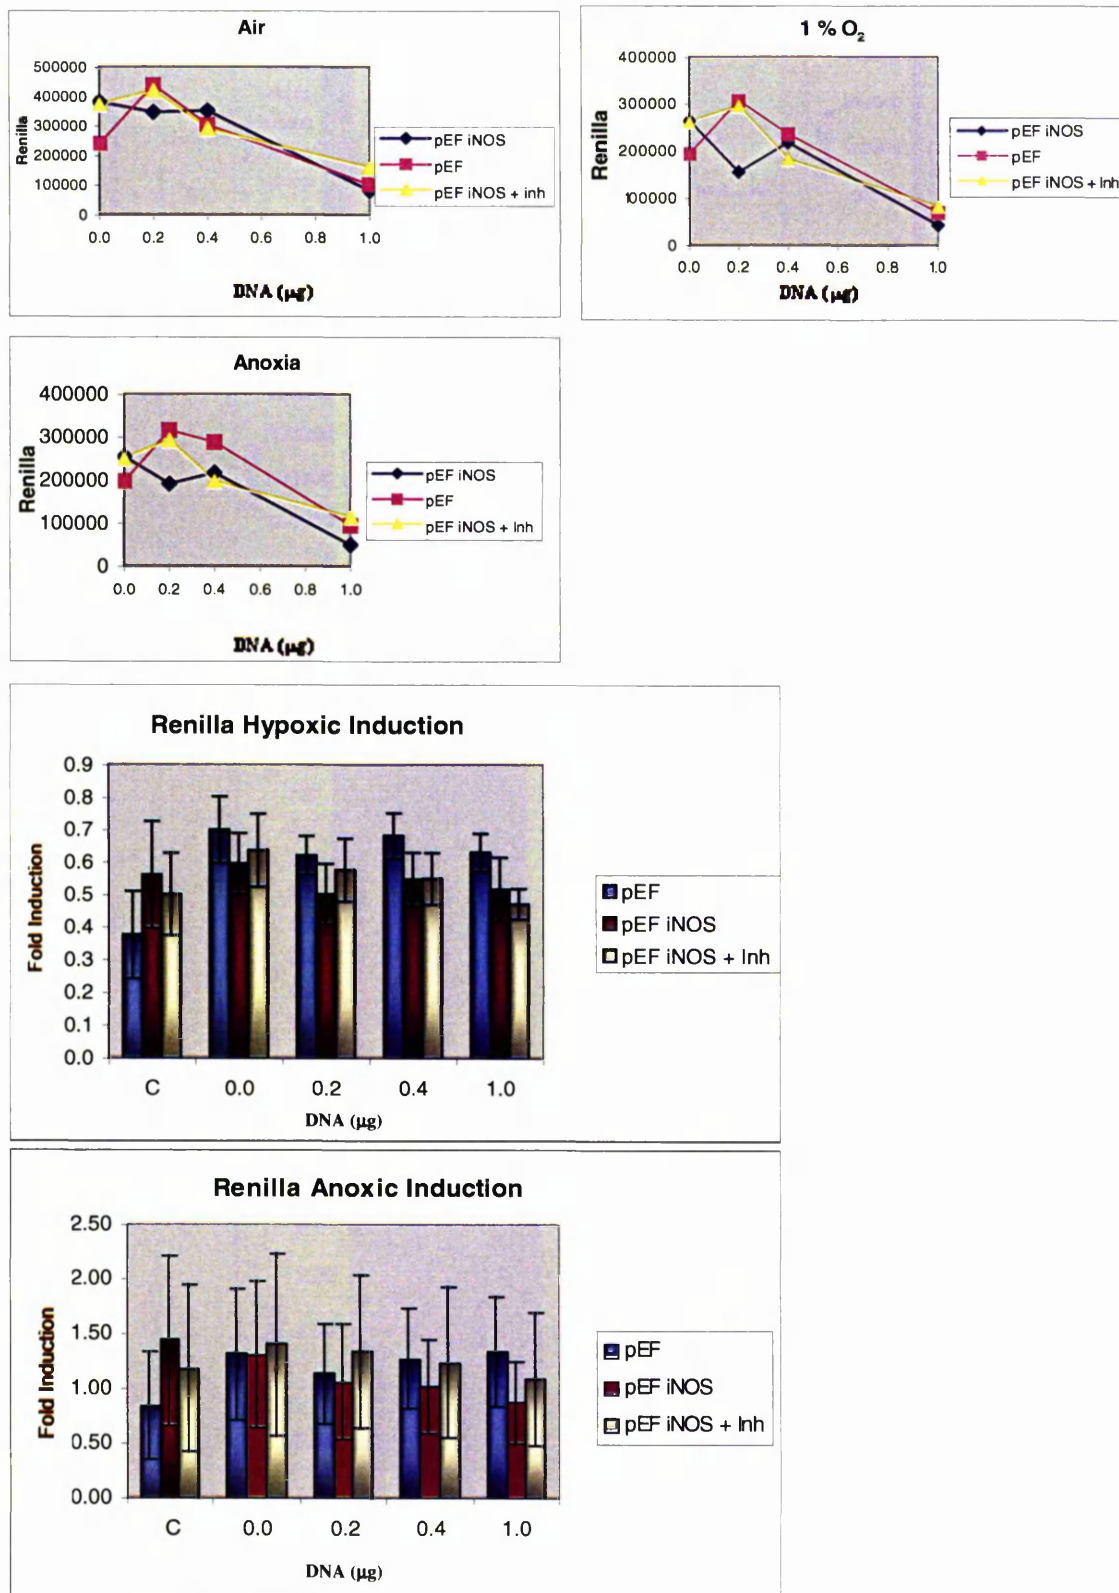 Air
500000
400000
300000
200000
100000
0
Renilla
0.0 0.2 0.4 0.6 0.8 1.0
DNA (µg)
pEF iNOS
pEF
pEF iNOS + inh
1 % O₂
400000
300000
200000
100000
0
Renilla
0.0 0.2 0.4 0.6 0.8 1.0
DNA (µg)
pEF iNOS
pEF
pEF iNOS + Inh
Anoxia
400000
300000
200000
100000
0
Renilla
0.0 0.2 0.4 0.6 0.8 1.0
DNA (µg)
pEF iNOS
pEF
pEF iNOS + Inh
Renilla Hypoxic Induction
0.9
0.8
0.7
0.6
0.5
0.4
0.3
0.2
0.1
0.0
Fold Induction
C 0.0 0.2 0.4 1.0
DNA (µg)
pEF
pEF iNOS
pEF iNOS + Inh
Renilla Anoxic Induction
2.50
2.00
1.50
1.00
0.50
0.00
Fold Induction
C 0.0 0.2 0.4 1.0
DNA (µg)
pEF
pEF iNOS
pEF iNOS + Inh